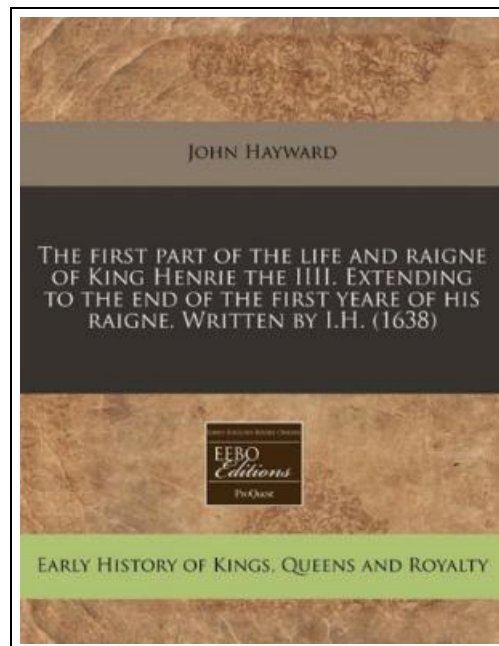 JOHN HAYWARD
THE FIRST PART OF THE LIFE AND RAIGNE
OF KING HENRIE THE IIII. EXTENDING
TO THE END OF THE FIRST YEARE OF HIS
RAIGNE. WRITTEN BY I.H. (1638)
EEBO
Editions
ProQuest
EARLY HISTORY OF KINGS, QUEENS AND ROYALTY